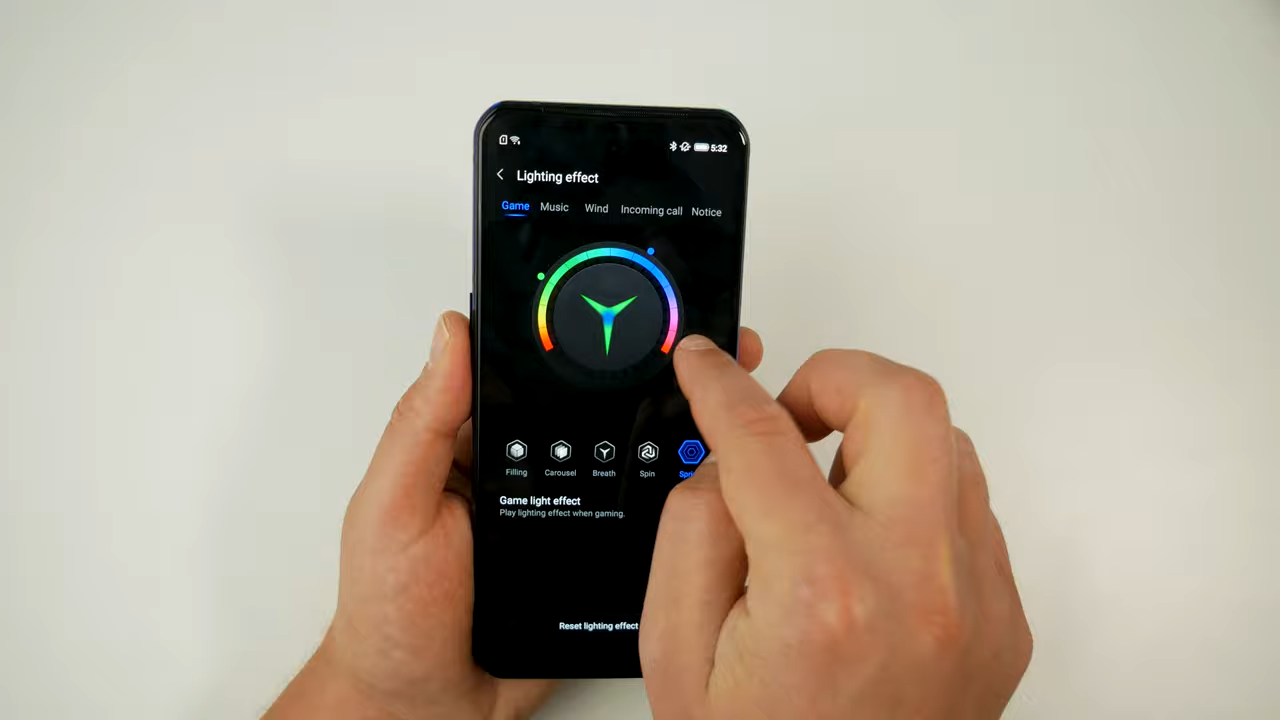 5:32
Lighting effect
Game Music Wind Incoming call Notice
Filling Carousel Breath Spin
Game light effect
Play lighting effect when gaming.
Reset lighting effect